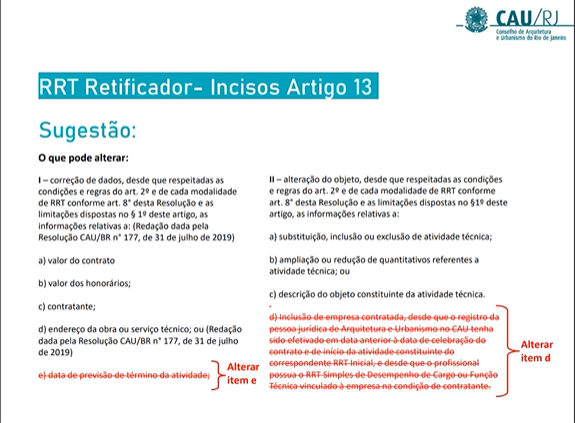 CAU/RJ
Conselho de Arquitetura
e Urbanismo do Rio de Janeiro
RRT Retificador- Incisos Artigo 13
Sugestão:
O que pode alterar:
I – correção de dados, desde que respeitadas as
condições e regras do art. 2º e de cada modalidade
de RRT conforme art. 8° desta Resolução e as
limitações dispostas no § 1º deste artigo, as
informações relativas a: (Redação dada pela
Resolução CAU/BR n° 177, de 31 de julho de 2019)
a) valor do contrato
b) valor dos honorários;
c) contratante;
d) endereço da obra ou serviço técnico; ou (Redação
dada pela Resolução CAU/BR n° 177, de 31 de julho
de 2019)
e) data de previsão de término da atividade;
Alterar
item e
II – alteração do objeto, desde que respeitadas as condições
e regras do art. 2º e de cada modalidade de RRT conforme
art. 8° desta Resolução e as limitações dispostas no §1º deste
artigo, as informações relativas a:
a) substituição, inclusão ou exclusão de atividade técnica;
b) ampliação ou redução de quantitativos referentes a
atividade técnica; ou
c) descrição do objeto constituinte da atividade técnica.
d) Inclusão de empresa contratada, desde que o registro da
pessoa jurídica de Arquitetura e Urbanismo no CAU tenha
sido efetivado em data anterior à data de celebração do
contrato e de início da atividade constituinte do
correspondente RRT Inicial, e desde que o profissional
possua o RRT Simples de Desempenho de Cargo ou Função
Técnica vinculado à empresa na condição de contratante.
Alterar
item d